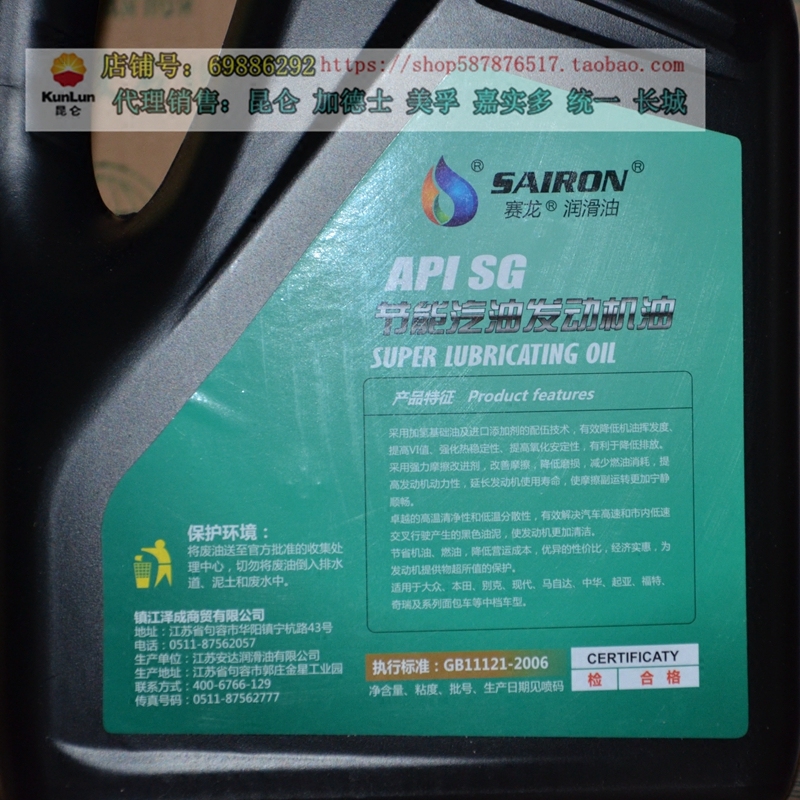 店铺号：69886292https://shop587876517.taobao.com
KunLun
昆仑
代理销售：昆仑 加德士 美孚 嘉实多 统一 长城
® SAIRON®
赛龙® 润滑油
API SG
节能汽油发动机油
SUPER LUBRICATING OIL
产品特征 Product features
采用加氢基础油及进口添加剂的配伍技术，有效降低机油挥发度、
提高VI值、强化热稳定性、提高氧化安定性，有利于降低排放。
采用强力摩擦改进剂，改善摩擦，降低磨损，减少燃油消耗，提
高发动机动力性，延长发动机使用寿命，使摩擦副运转更加宁静
顺畅。
卓越的高温清净性和低温分散性，有效解决汽车高速和市内低速
交叉行驶产生的黑色油泥，使发动机更加清洁。
节省机油、燃油，降低营运成本，优异的性价比，经济实惠，为
发动机提供物超所值的保护。
适用于大众、本田、别克、现代、马自达、中华、起亚、福特、
奇瑞及系列面包车等中档车型。
保护环境：
将废油送至官方批准的收集处
理中心，切勿将废油倒入排水
道、泥土和废水中。
镇江泽成商贸有限公司
地址：江苏省句容市华阳镇宁杭路43号
电话：0511-87562057
生产单位：江苏安达润滑油有限公司
生产地址：江苏省句容市郭庄金星工业园
联系方式：400-6766-129
传真号码：0511-87562777
执行标准：GB11121-2006
净含量、粘度、批号、生产日期见喷码
CERTIFICATY
检 合格